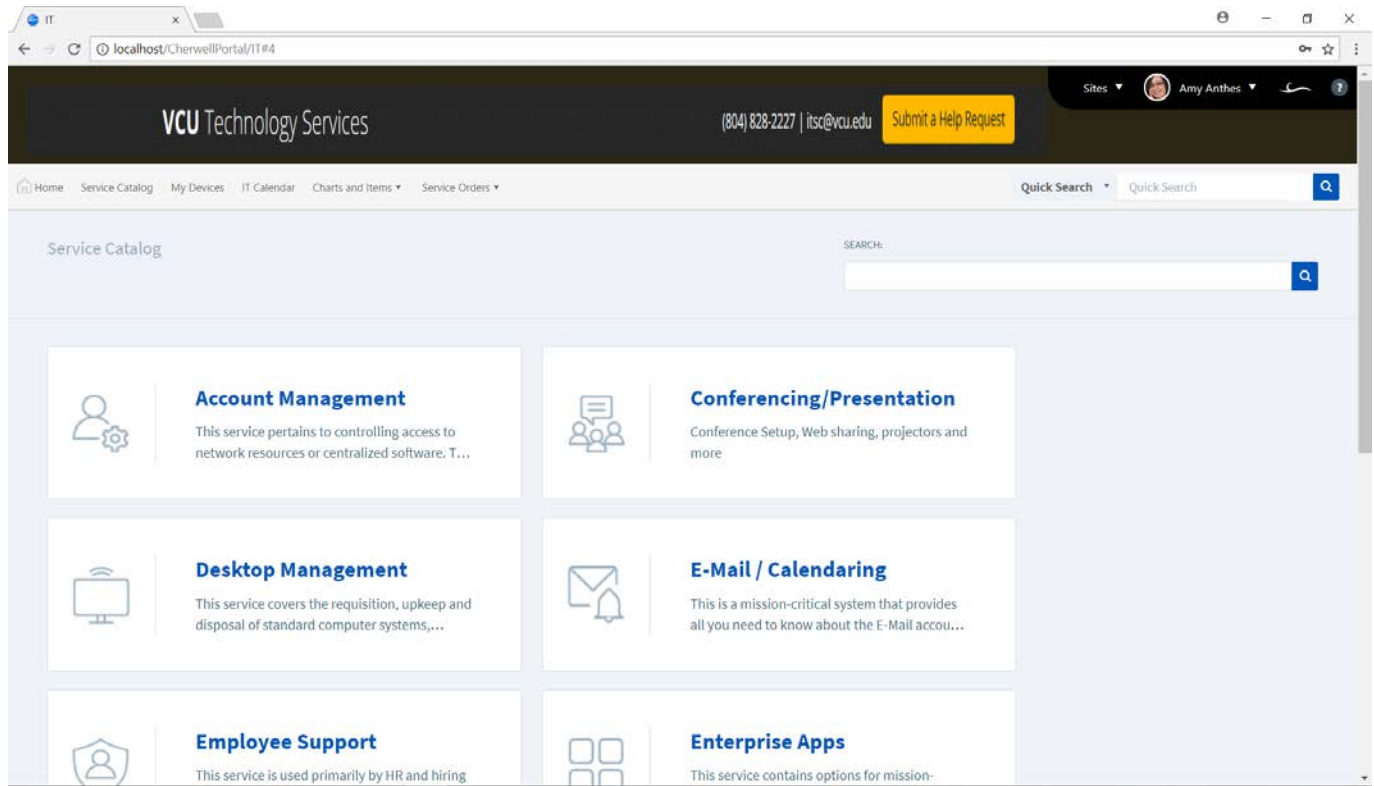 IT
localhost/CherwellPortal/IT#4
Sites Amy Anthes ?
VCU Technology Services
(804) 828-2227 | itsc@vcu.edu
Submit a Help Request
Home Service Catalog My Devices IT Calendar Charts and Items Service Orders
Quick Search Quick Search
Service Catalog
SEARCH:
Account Management
This service pertains to controlling access to
network resources or centralized software. T...
Conferencing/Presentation
Conference Setup, Web sharing, projectors and
more
Desktop Management
This service covers the requisition, upkeep and
disposal of standard computer systems,...
E-Mail / Calendaring
This is a mission-critical system that provides
all you need to know about the E-Mail accou...
Employee Support
This service is used primarily by HR and hiring
Enterprise Apps
This service contains options for mission-